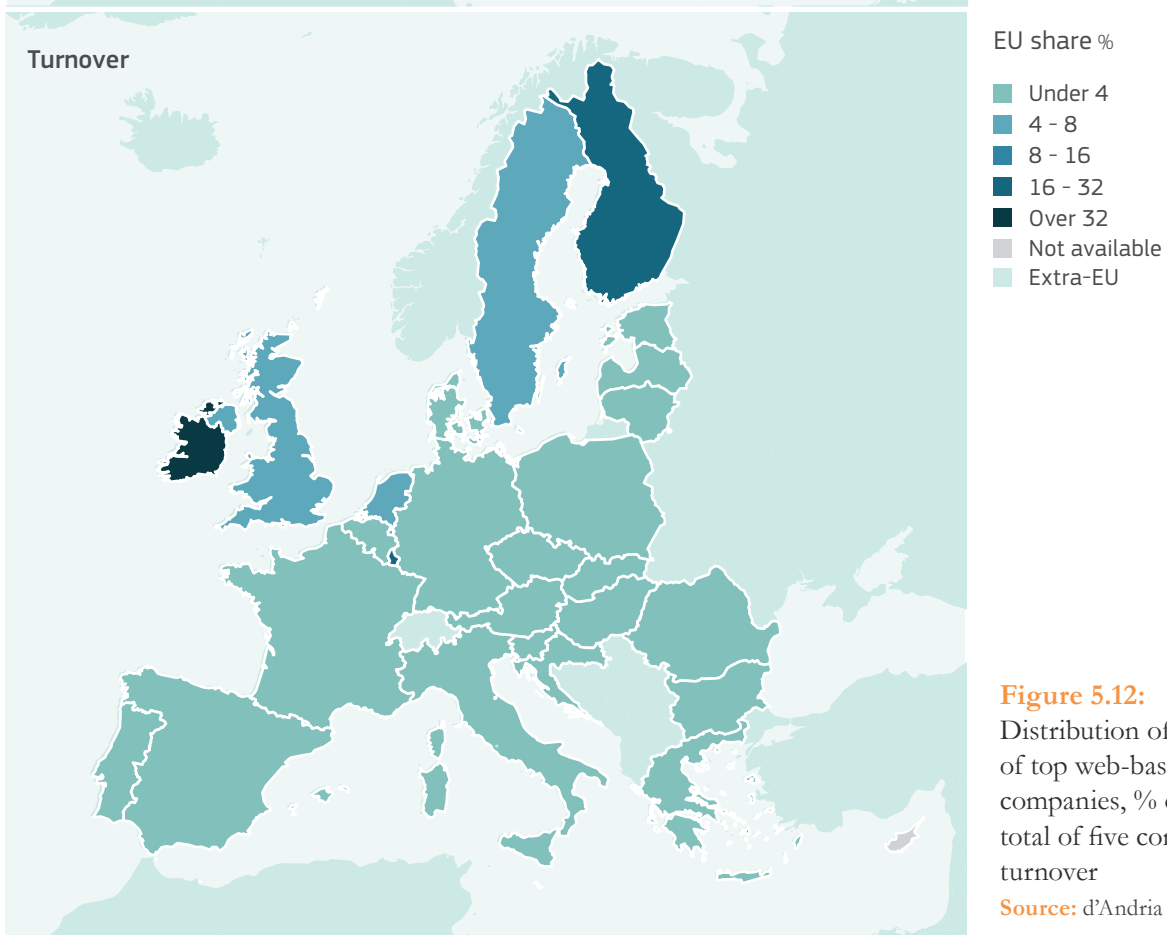 Turnover
EU share %
Under 4
4 - 8
8 - 16
16 - 32
Over 32
Not available
Extra-EU
Figure 5.12:
Distribution of
of top web-bas
companies, % o
total of five cor
turnover
Source: d'Andria